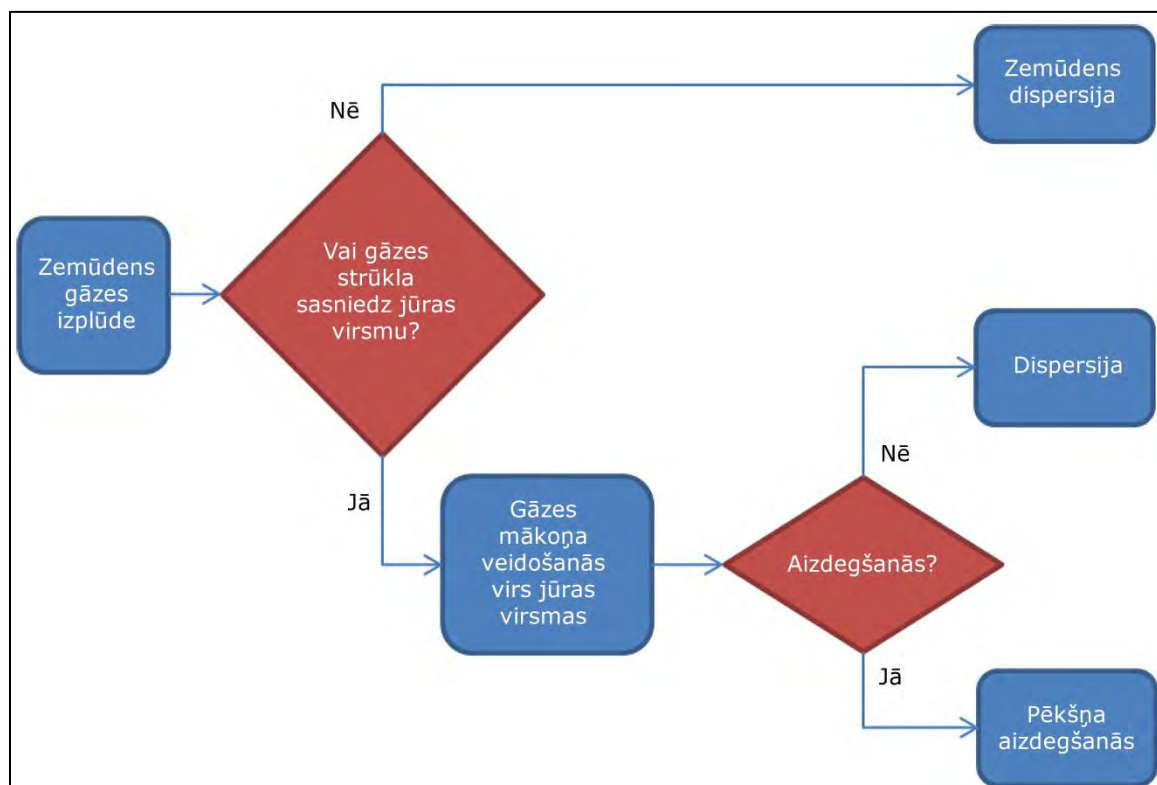 Zemūdens
dispersija
Nē
Zemūdens
gāzes
izplūde
Vai gāzes
strūkla
sasniedz jūras
virsmu?
Jā
Gāzes
mākoņa
veidošanās
virs jūras
virsmas
Aizdegšanās?
Nē
Dispersija
Jā
Pēkšņa
aizdegšanās